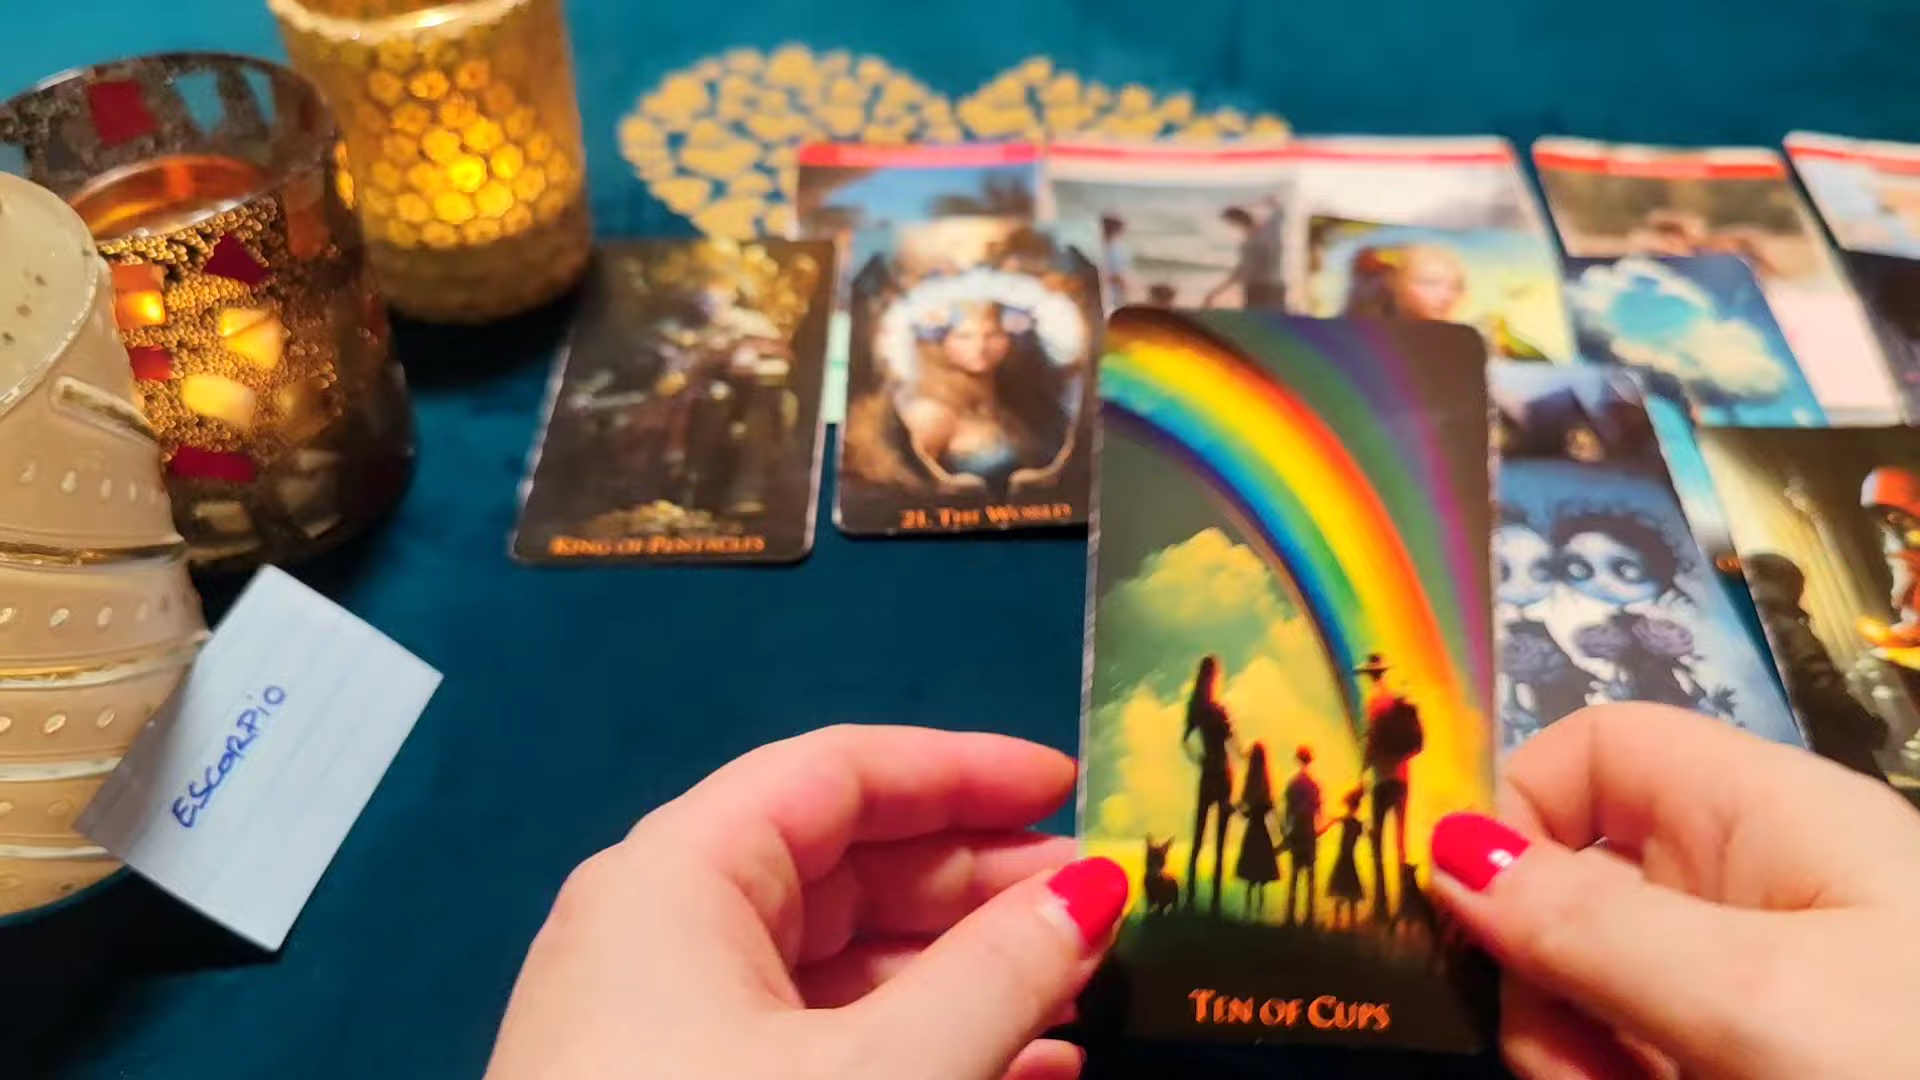 KING OF PENTACLES
21. THE WORLD
ESCORPIO
TEN OF CUPS